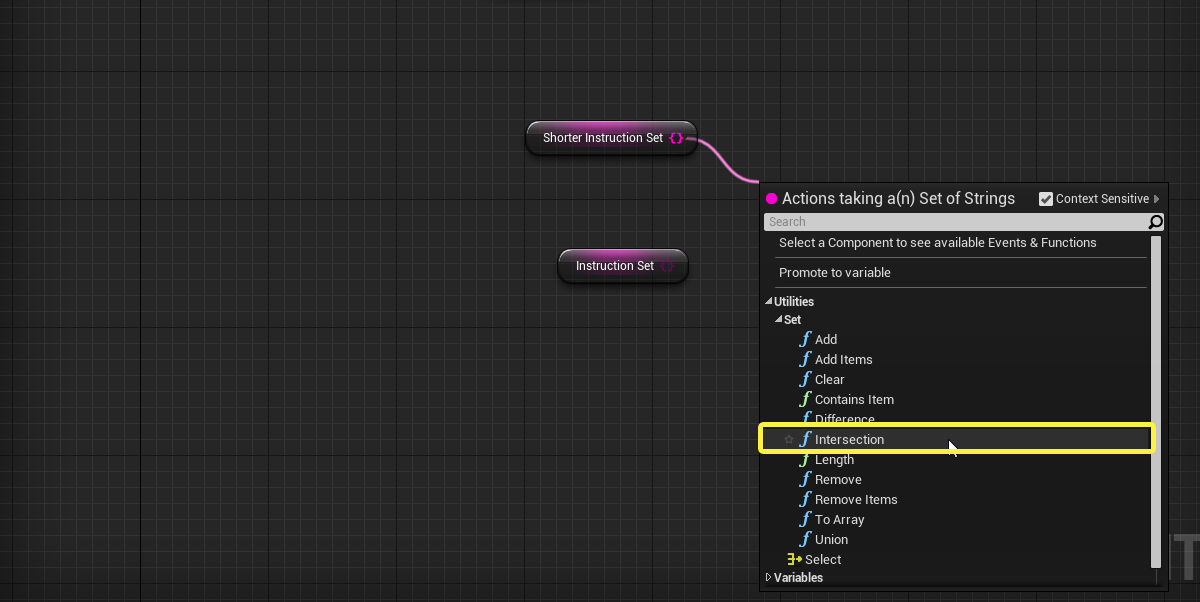 Shorter Instruction Set
Instruction Set
Actions taking a(n) Set of Strings
Context Sensitive
Search
Select a Component to see available Events & Functions
Promote to variable
Utilities
Set
Add
Add Items
Clear
Contains Item
Difference
Intersection
Length
Remove
Remove Items
To Array
Union
Select
Variables